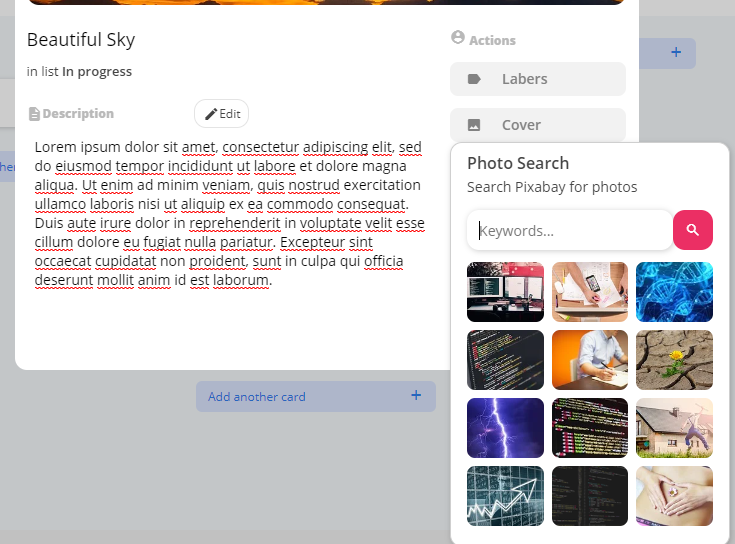 Beautiful Sky
in list In progress
Description
Edit
Lorem ipsum dolor sit amet, consectetur adipiscing elit, sed
do eiusmod tempor incididunt ut labore et dolore magna
aliqua. Ut enim ad minim veniam, quis nostrud exercitation
ullamco laboris nisi ut aliquip ex ea commodo consequat.
Duis aute irure dolor in reprehenderit in voluptate velit esse
cillum dolore eu fugiat nulla pariatur. Excepteur sint
occaecat cupidatat non proident, sunt in culpa qui officia
deserunt mollit anim id est laborum.
Add another card +
Actions
+
Labers
Cover
Photo Search
Search Pixabay for photos
Keywords...